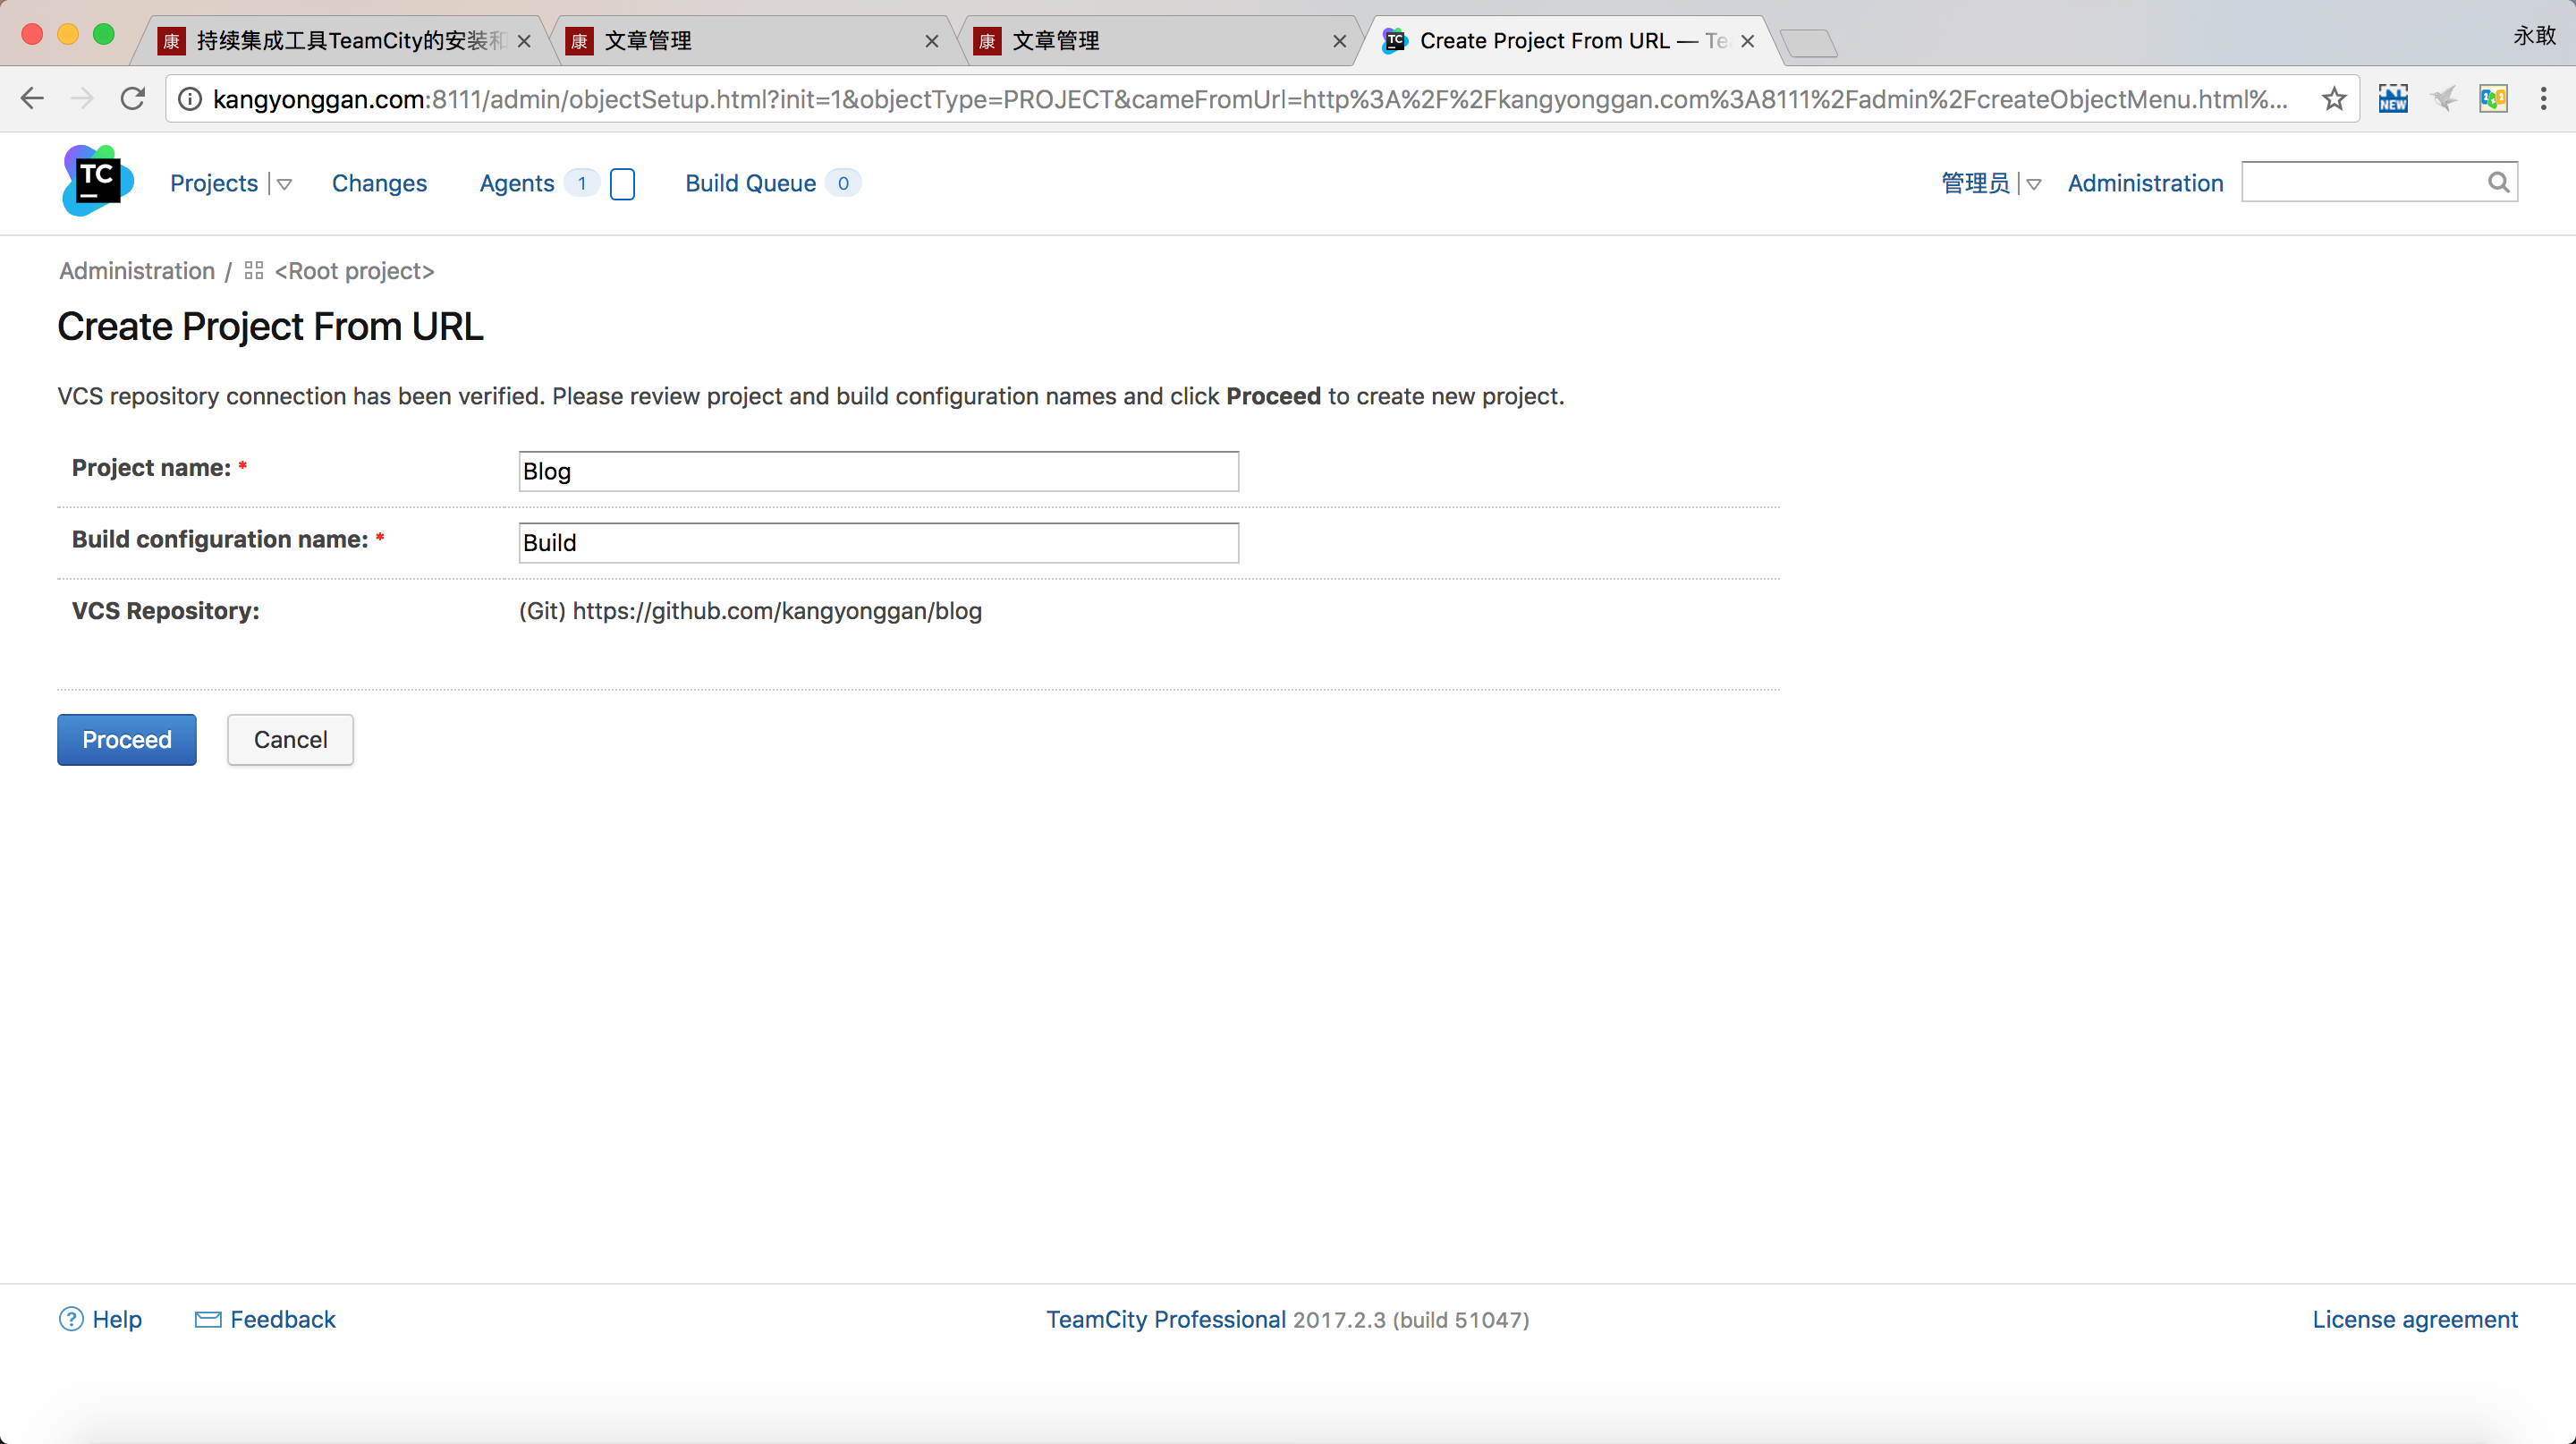 康 持续集成工具TeamCity的安装和
康 文章管理
康 文章管理
TC Create Project From URL — Te
永敢
kangyonggan.com:8111/admin/objectSetup.html?init=1&objectType=PROJECT&cameFromUrl=http%3A%2F%2Fkangyonggan.com%3A8111%2Fadmin%2FcreateObjectMenu.html%...
NEW
TC Projects Changes Agents 1 Build Queue 0 管理员 Administration
Administration / <Root project>
Create Project From URL
VCS repository connection has been verified. Please review project and build configuration names and click Proceed to create new project.
Project name: * Blog
Build configuration name: * Build
VCS Repository: (Git) https://github.com/kangyonggan/blog
Proceed Cancel
? Help Feedback TeamCity Professional 2017.2.3 (build 51047) License agreement